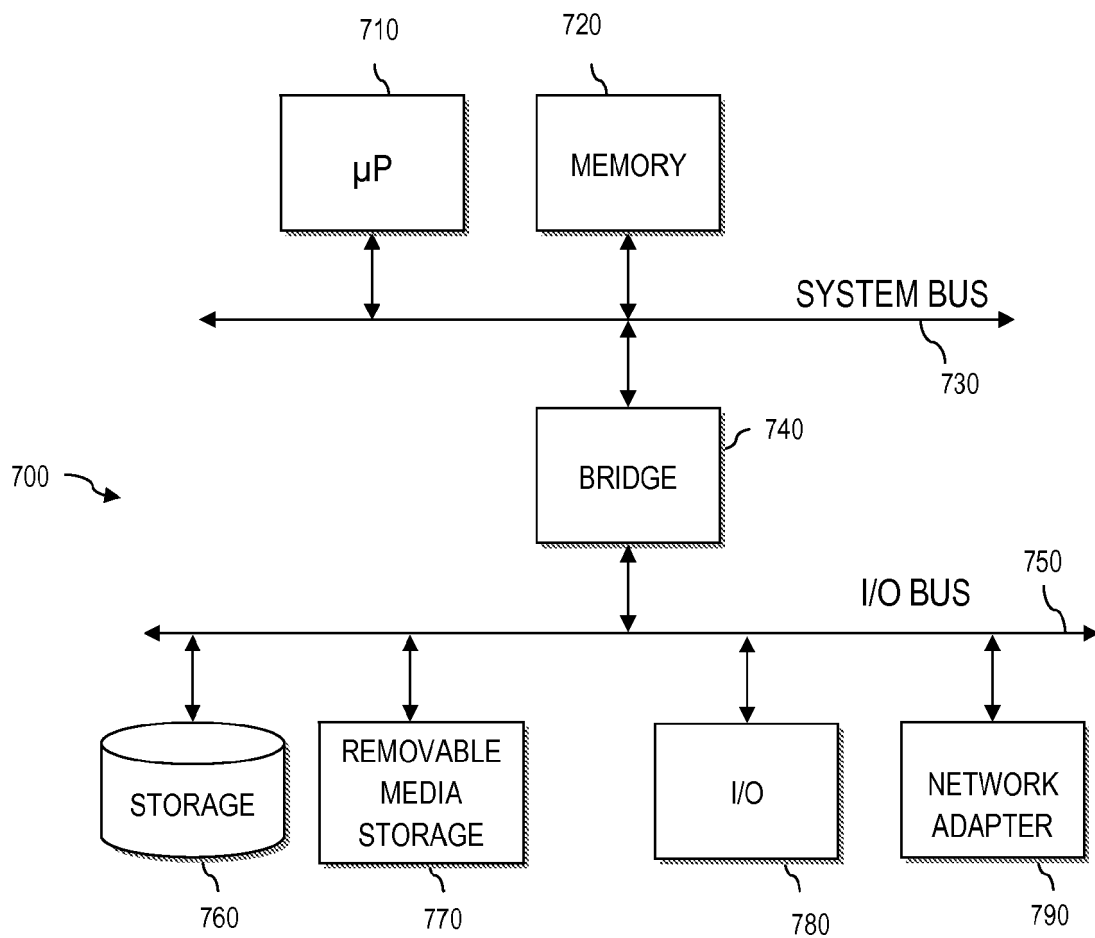 710
720
µP
MEMORY
SYSTEM BUS
730
740
BRIDGE
700
750
I/O BUS
STORAGE
REMOVABLE
MEDIA
STORAGE
I/O
NETWORK
ADAPTER
760
770
780
790